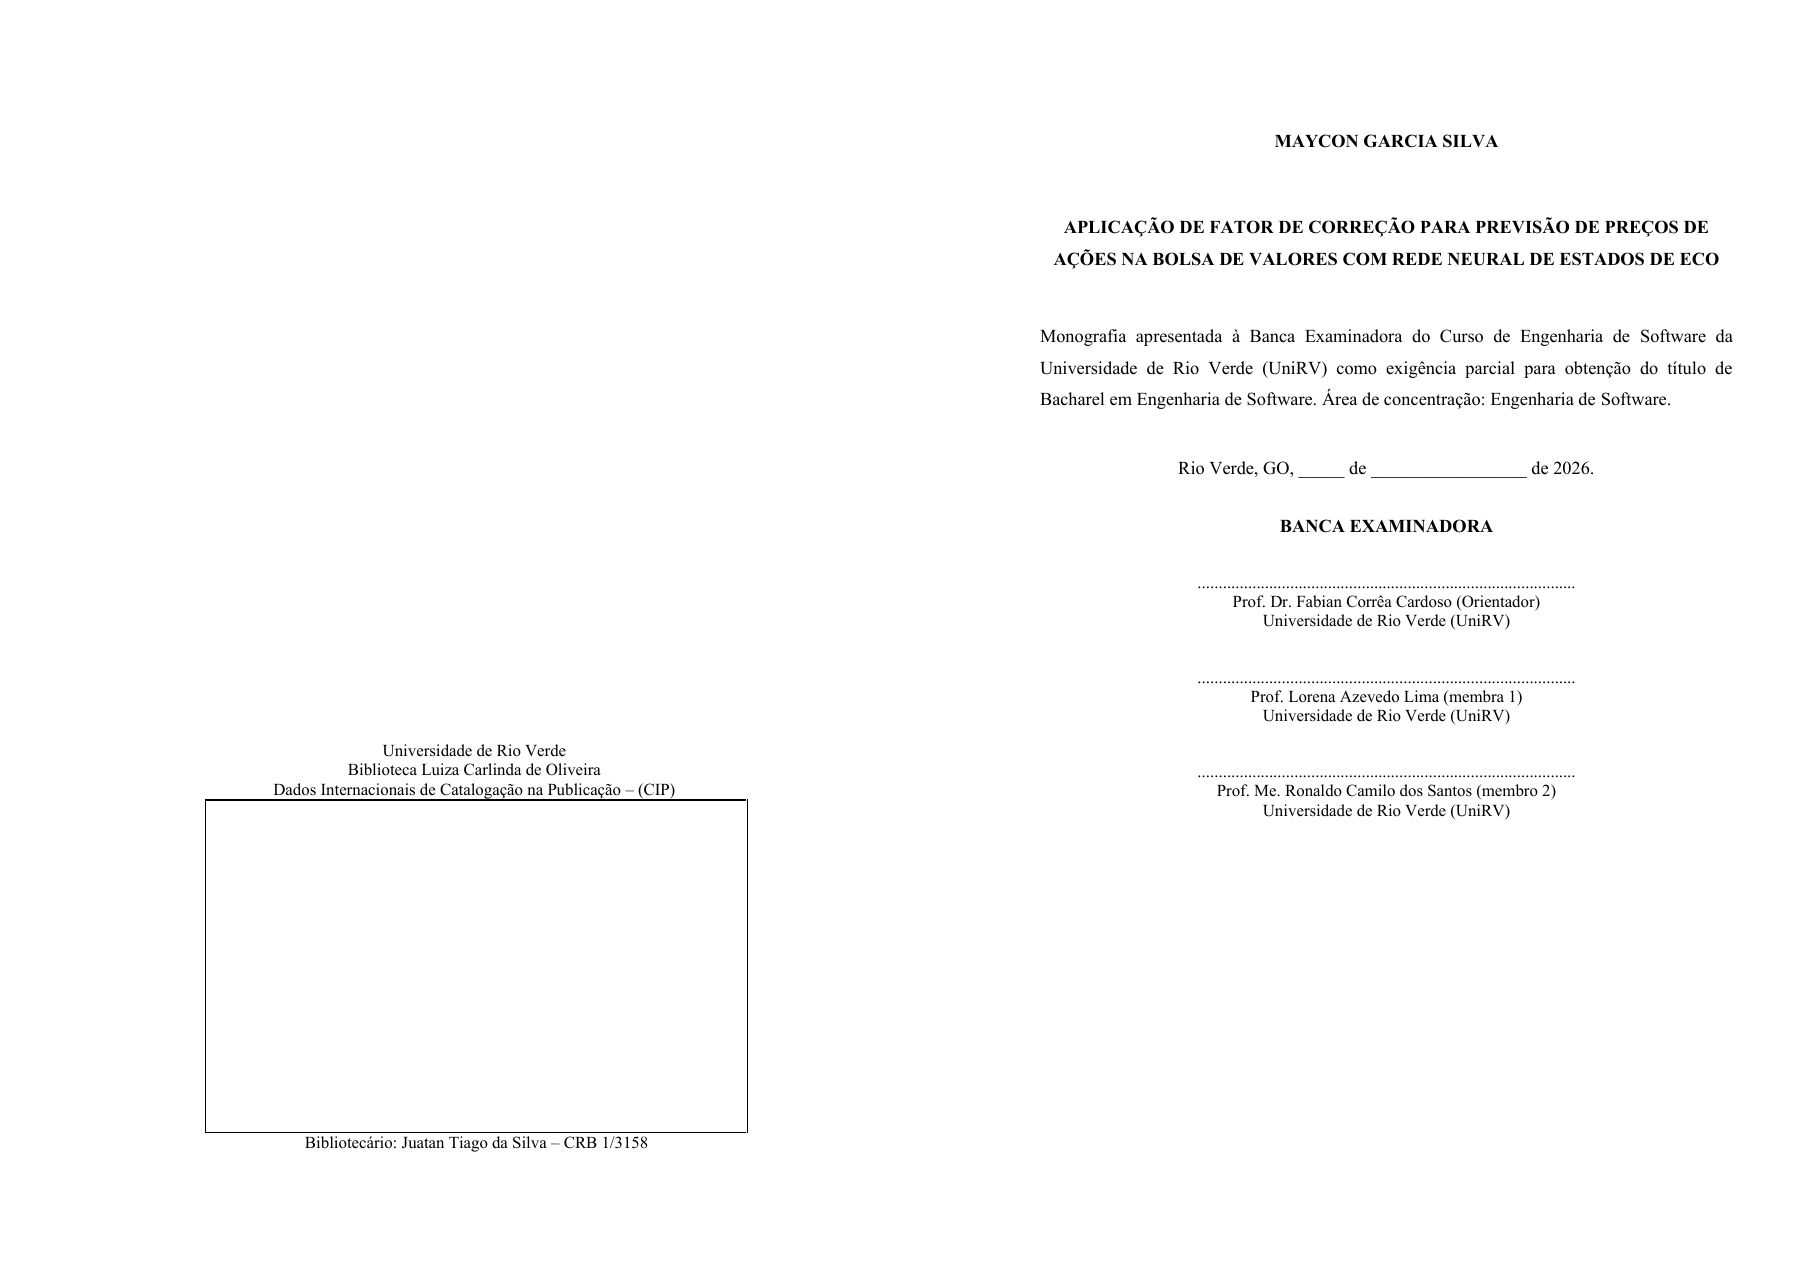 Universidade de Rio Verde
Biblioteca Luiza Carlinda de Oliveira
Dados Internacionais de Catalogação na Publicação – (CIP)
Bibliotecário: Juatan Tiago da Silva – CRB 1/3158
MAYCON GARCIA SILVA
APLICAÇÃO DE FATOR DE CORREÇÃO PARA PREVISÃO DE PREÇOS DE
AÇÕES NA BOLSA DE VALORES COM REDE NEURAL DE ESTADOS DE ECO
Monografia apresentada à Banca Examinadora do Curso de Engenharia de Software da
Universidade de Rio Verde (UniRV) como exigência parcial para obtenção do título de
Bacharel em Engenharia de Software. Área de concentração: Engenharia de Software.
Rio Verde, GO, _____ de _________________ de 2026.
BANCA EXAMINADORA
..........................................................................................
Prof. Dr. Fabian Corrêa Cardoso (Orientador)
Universidade de Rio Verde (UniRV)
..........................................................................................
Prof. Lorena Azevedo Lima (membra 1)
Universidade de Rio Verde (UniRV)
..........................................................................................
Prof. Me. Ronaldo Camilo dos Santos (membro 2)
Universidade de Rio Verde (UniRV)